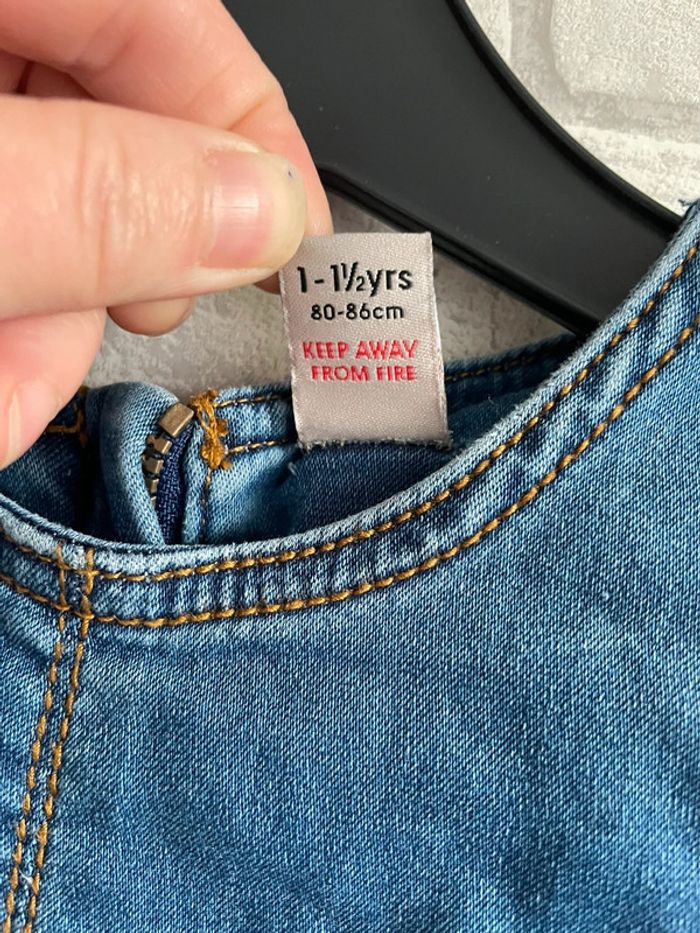 1-1½yrs
80-86cm
KEEP AWAY
FROM FIRE